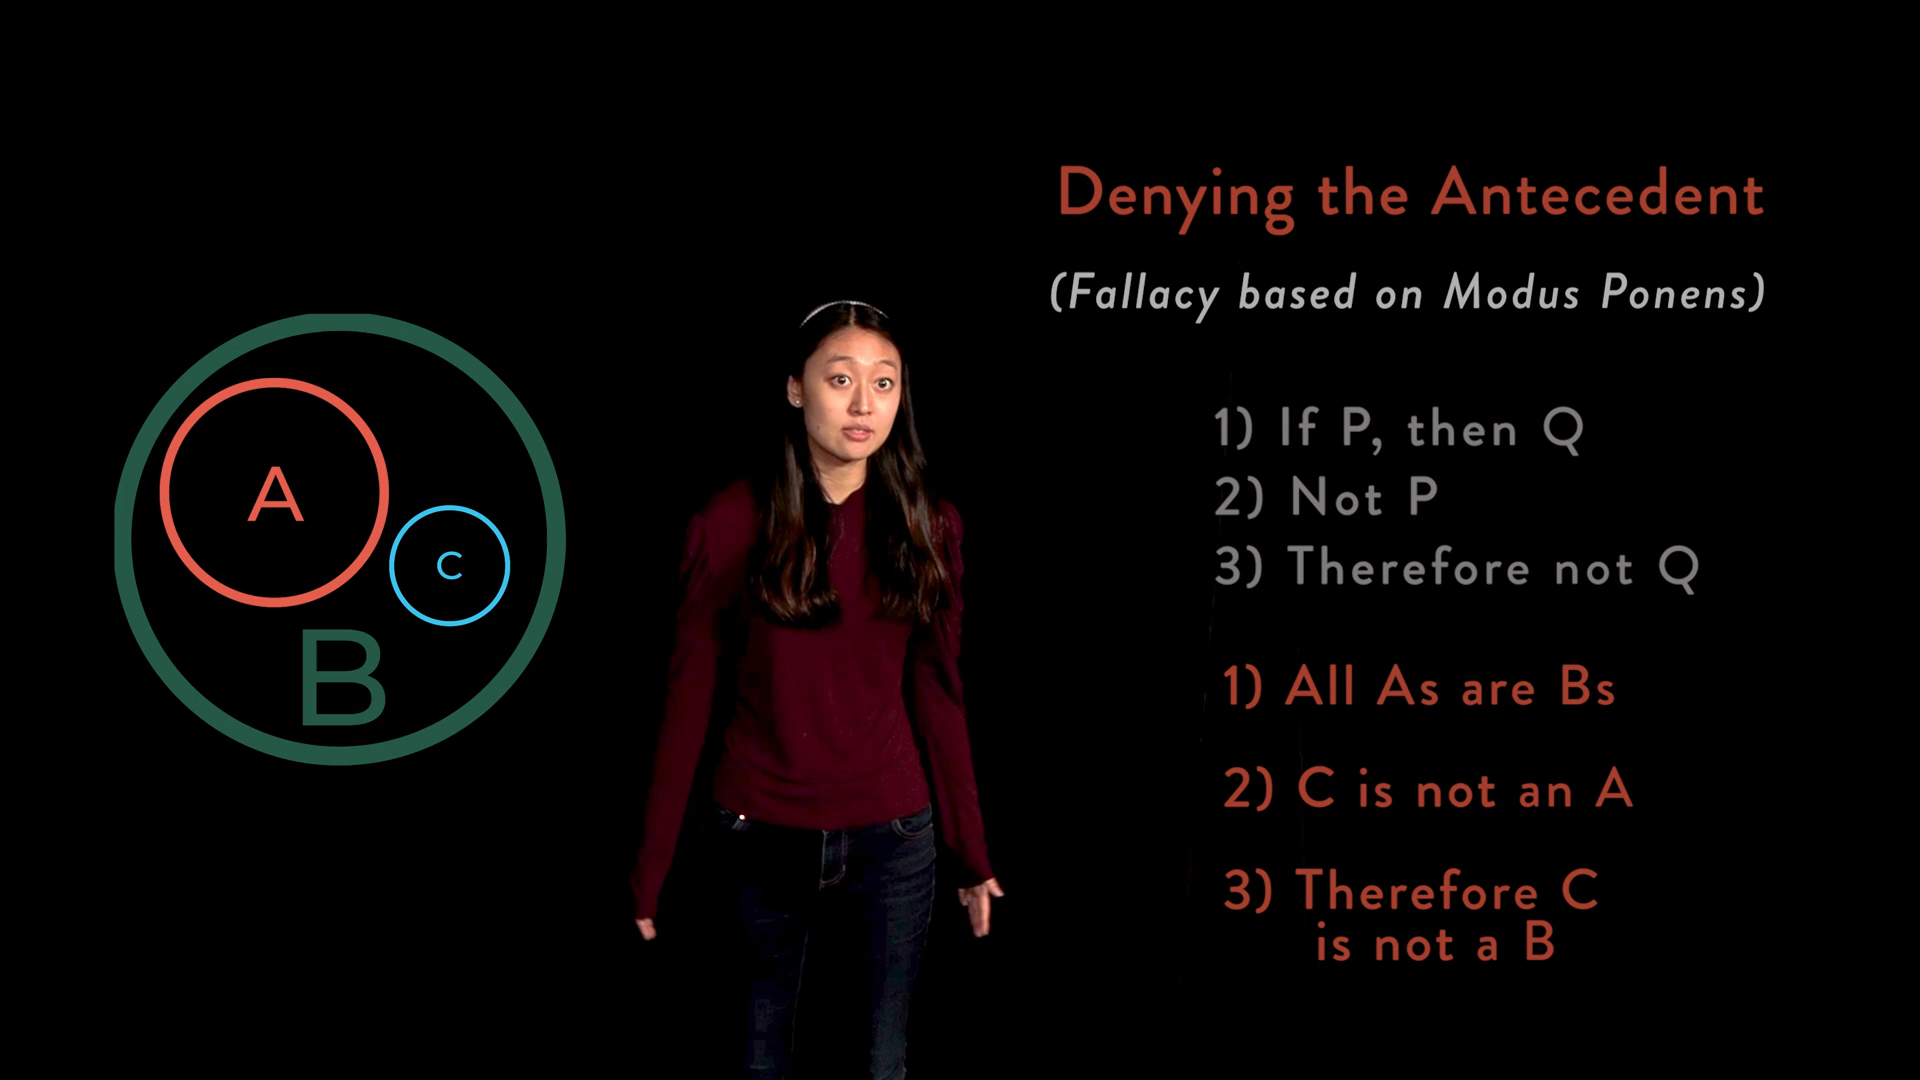 Denying the Antecedent
(Fallacy based on Modus Ponens)
A
C
B
1) If P, then Q
2) Not P
3) Therefore not Q
1) All As are Bs
2) C is not an A
3) Therefore C
is not a B